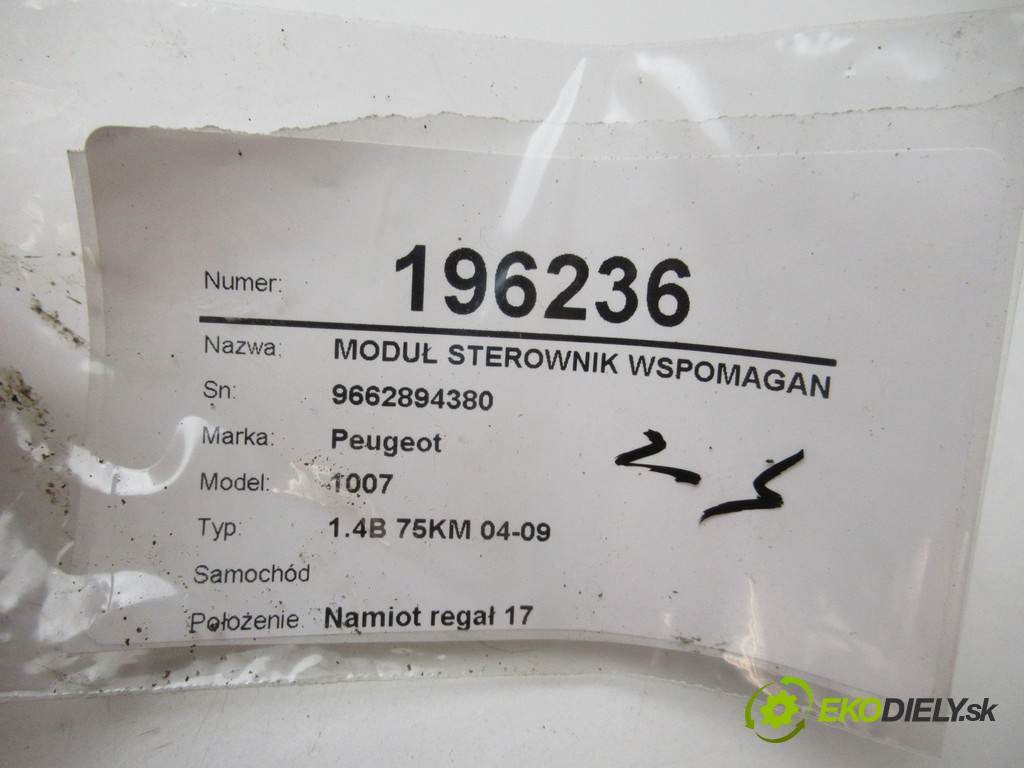 Numer: 196236
Nazwa: MODUŁ STEROWNIK WSPOMAGAN
Sn: 9662894380
Marka: Peugeot
Model: 1007
Typ: 1.4B 75KM 04-09
Samochód
Położenie: Namiot regał 17
EKODIELY.sk